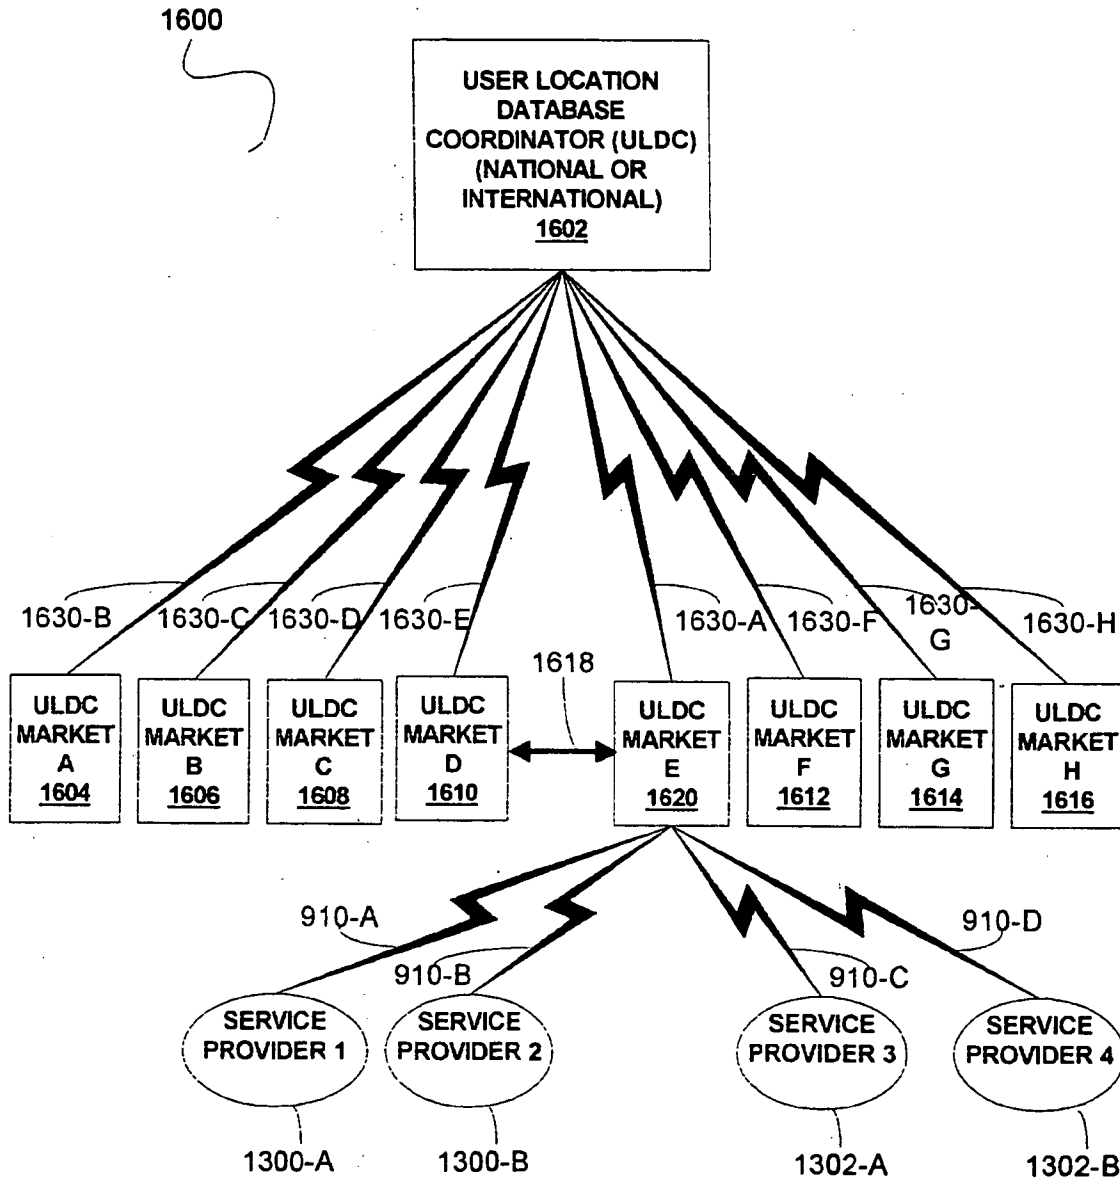 1600
USER LOCATION
DATABASE
COORDINATOR (ULDC)
(NATIONAL OR
INTERNATIONAL)
1602
1630-B
1630-C
1630-D
1630-E
1630-A
1630-F
1630-
G
1630-H
1618
ULDC
MARKET
A
1604
ULDC
MARKET
B
1606
ULDC
MARKET
C
1608
ULDC
MARKET
D
1610
ULDC
MARKET
E
1620
ULDC
MARKET
F
1612
ULDC
MARKET
G
1614
ULDC
MARKET
H
1616
910-A
910-B
910-C
910-D
SERVICE
PROVIDER 1
SERVICE
PROVIDER 2
SERVICE
PROVIDER 3
SERVICE
PROVIDER 4
1300-A
1300-B
1302-A
1302-B